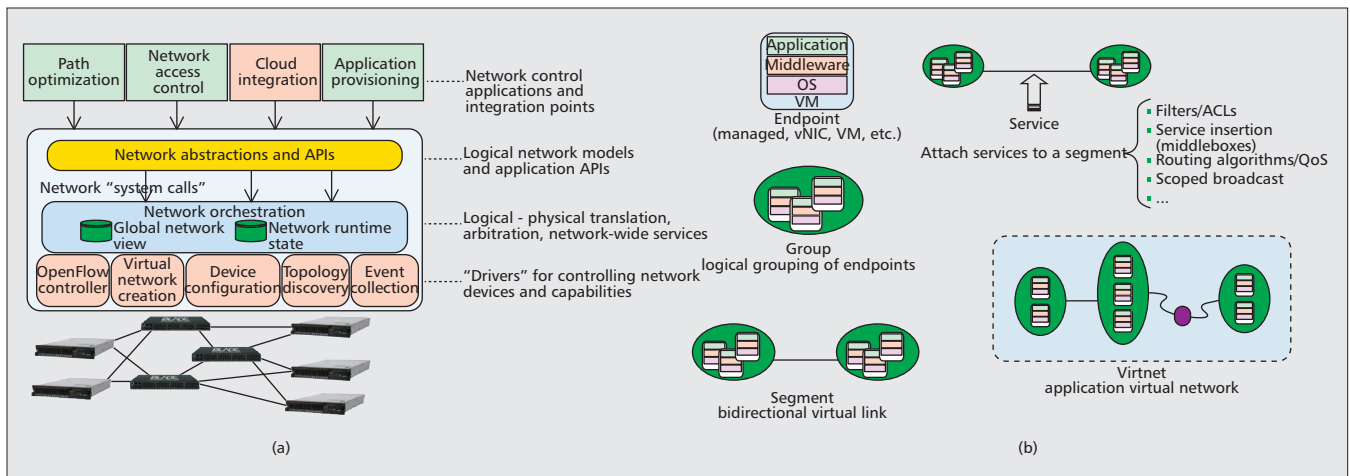 Path
optimization
Network
access
control
Cloud
integration
Application
provisioning
Network control
applications and
integration points
Network abstractions and APIs
Logical network models
and application APIs
Network “system calls”
Network orchestration
Global network
view
Network runtime
state
Logical - physical translation,
arbitration, network-wide services
OpenFlow
controller
Virtual
network
creation
Device
configuration
Topology
discovery
Event
collection
“Drivers” for controlling network
devices and capabilities
BLADE
BLADE
BLADE
(a)
Application
Middleware
OS
VM
Endpoint
(managed, vNIC, VM, etc.)
Group
logical grouping of endpoints
Segment
bidirectional virtual link
Service
Attach services to a segment
Filters/ACLs
Service insertion
(middleboxes)
Routing algorithms/QoS
Scoped broadcast
...
Virtnet
application virtual network
(b)